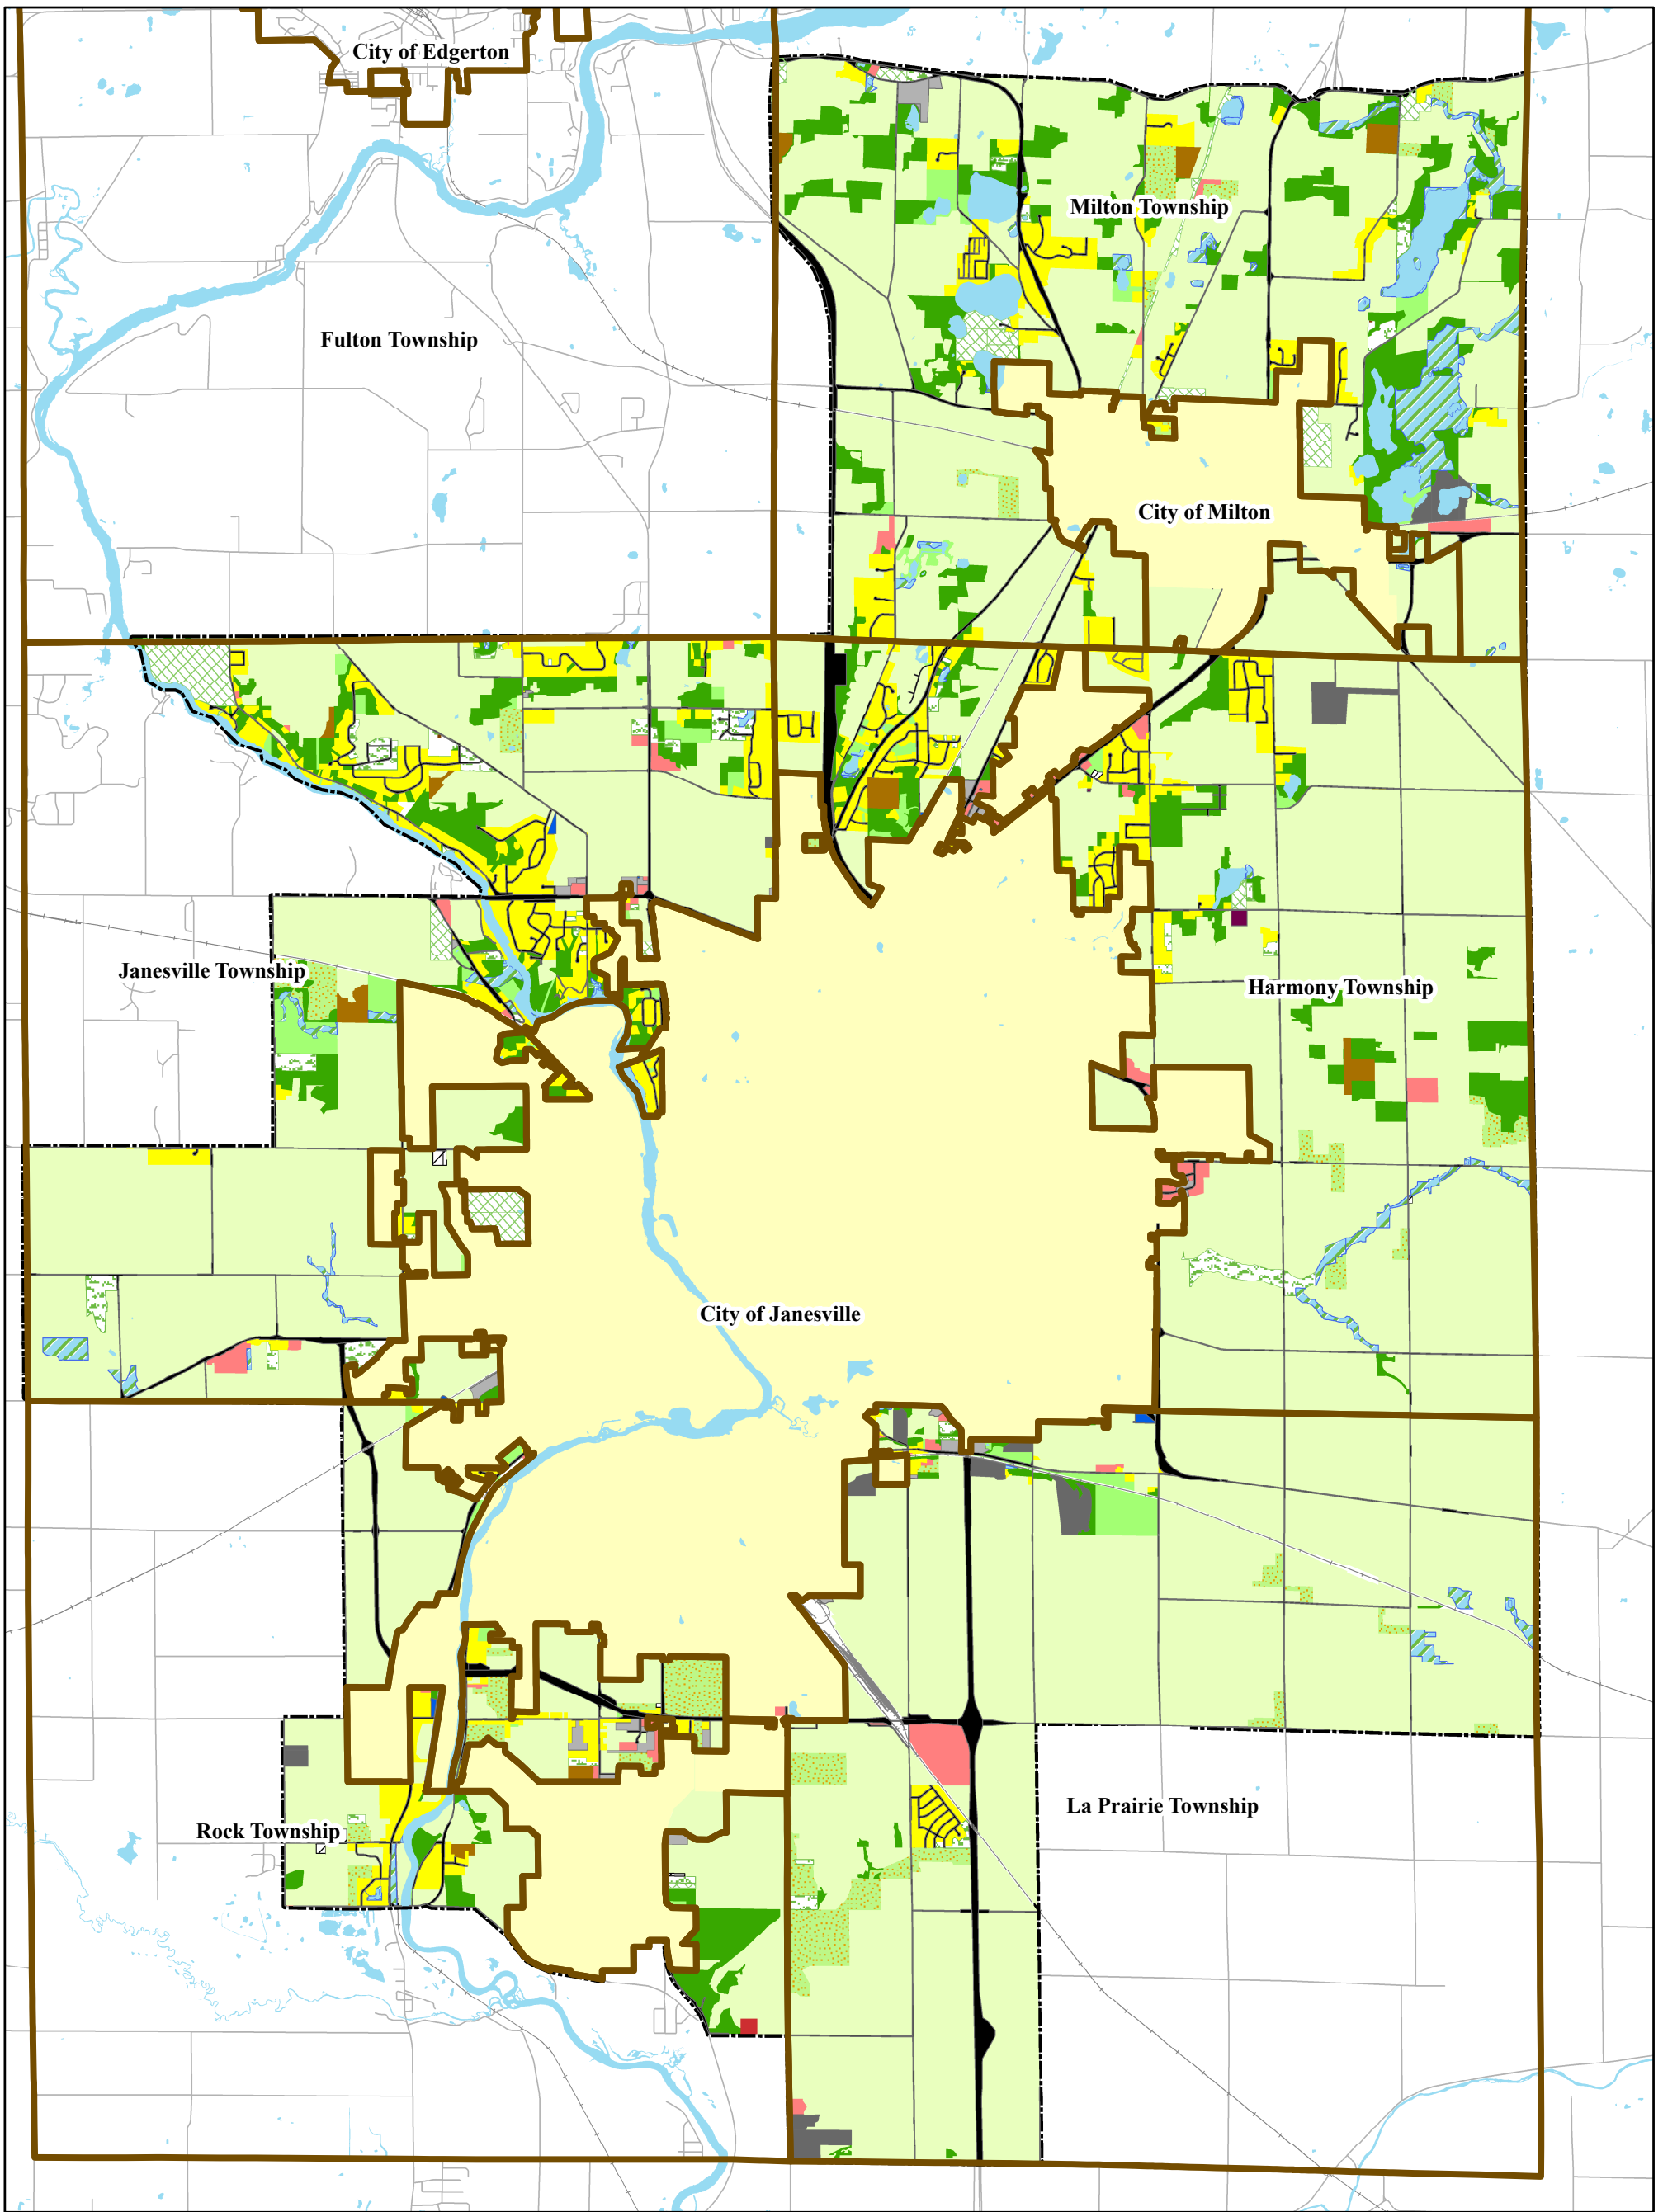 City of Edgerton
Milton Township
Fulton Township
City of Milton
Janesville Township
Harmony Township
City of Janesville
La Prairie Township
Rock Township